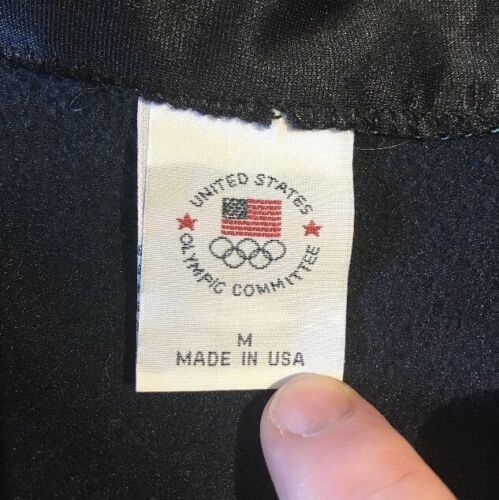 UNITED STATES
OLYMPIC COMMITTEE
M
MADE IN USA